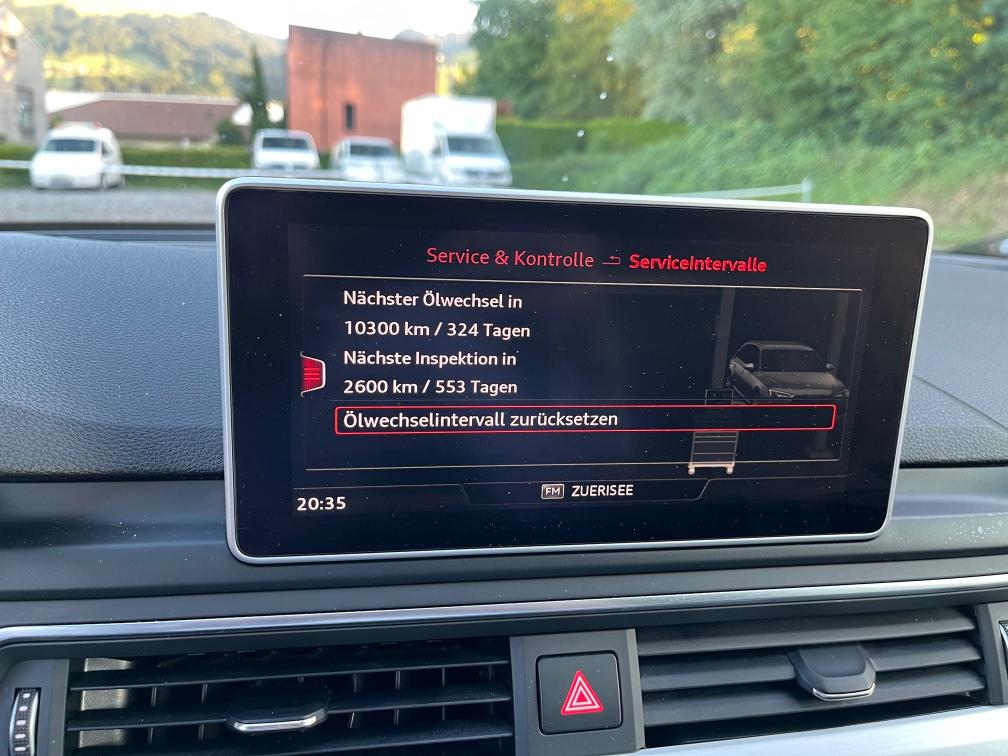 Service & Kontrolle Serviceintervalle
Nächster Ölwechsel in
10300 km / 324 Tagen
Nächste Inspektion in
2600 km / 553 Tagen
Ölwechselintervall zurücksetzen
20:35 FM ZUERISEE